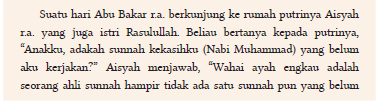 Suatu hari Abu Bakar r.a. berkunjung ke rumah putrinya Aisyah
r.a. yang juga istri Rasulullah. Beliau bertanya kepada putrinya,
“Anakku, adakah sunnah kekasihku (Nabi Muhammad) yang belum
aku kerjakan?” Aisyah menjawab, “Wahai ayah engkau adalah
seorang ahli sunnah hampir tidak ada satu sunnah pun yang belum